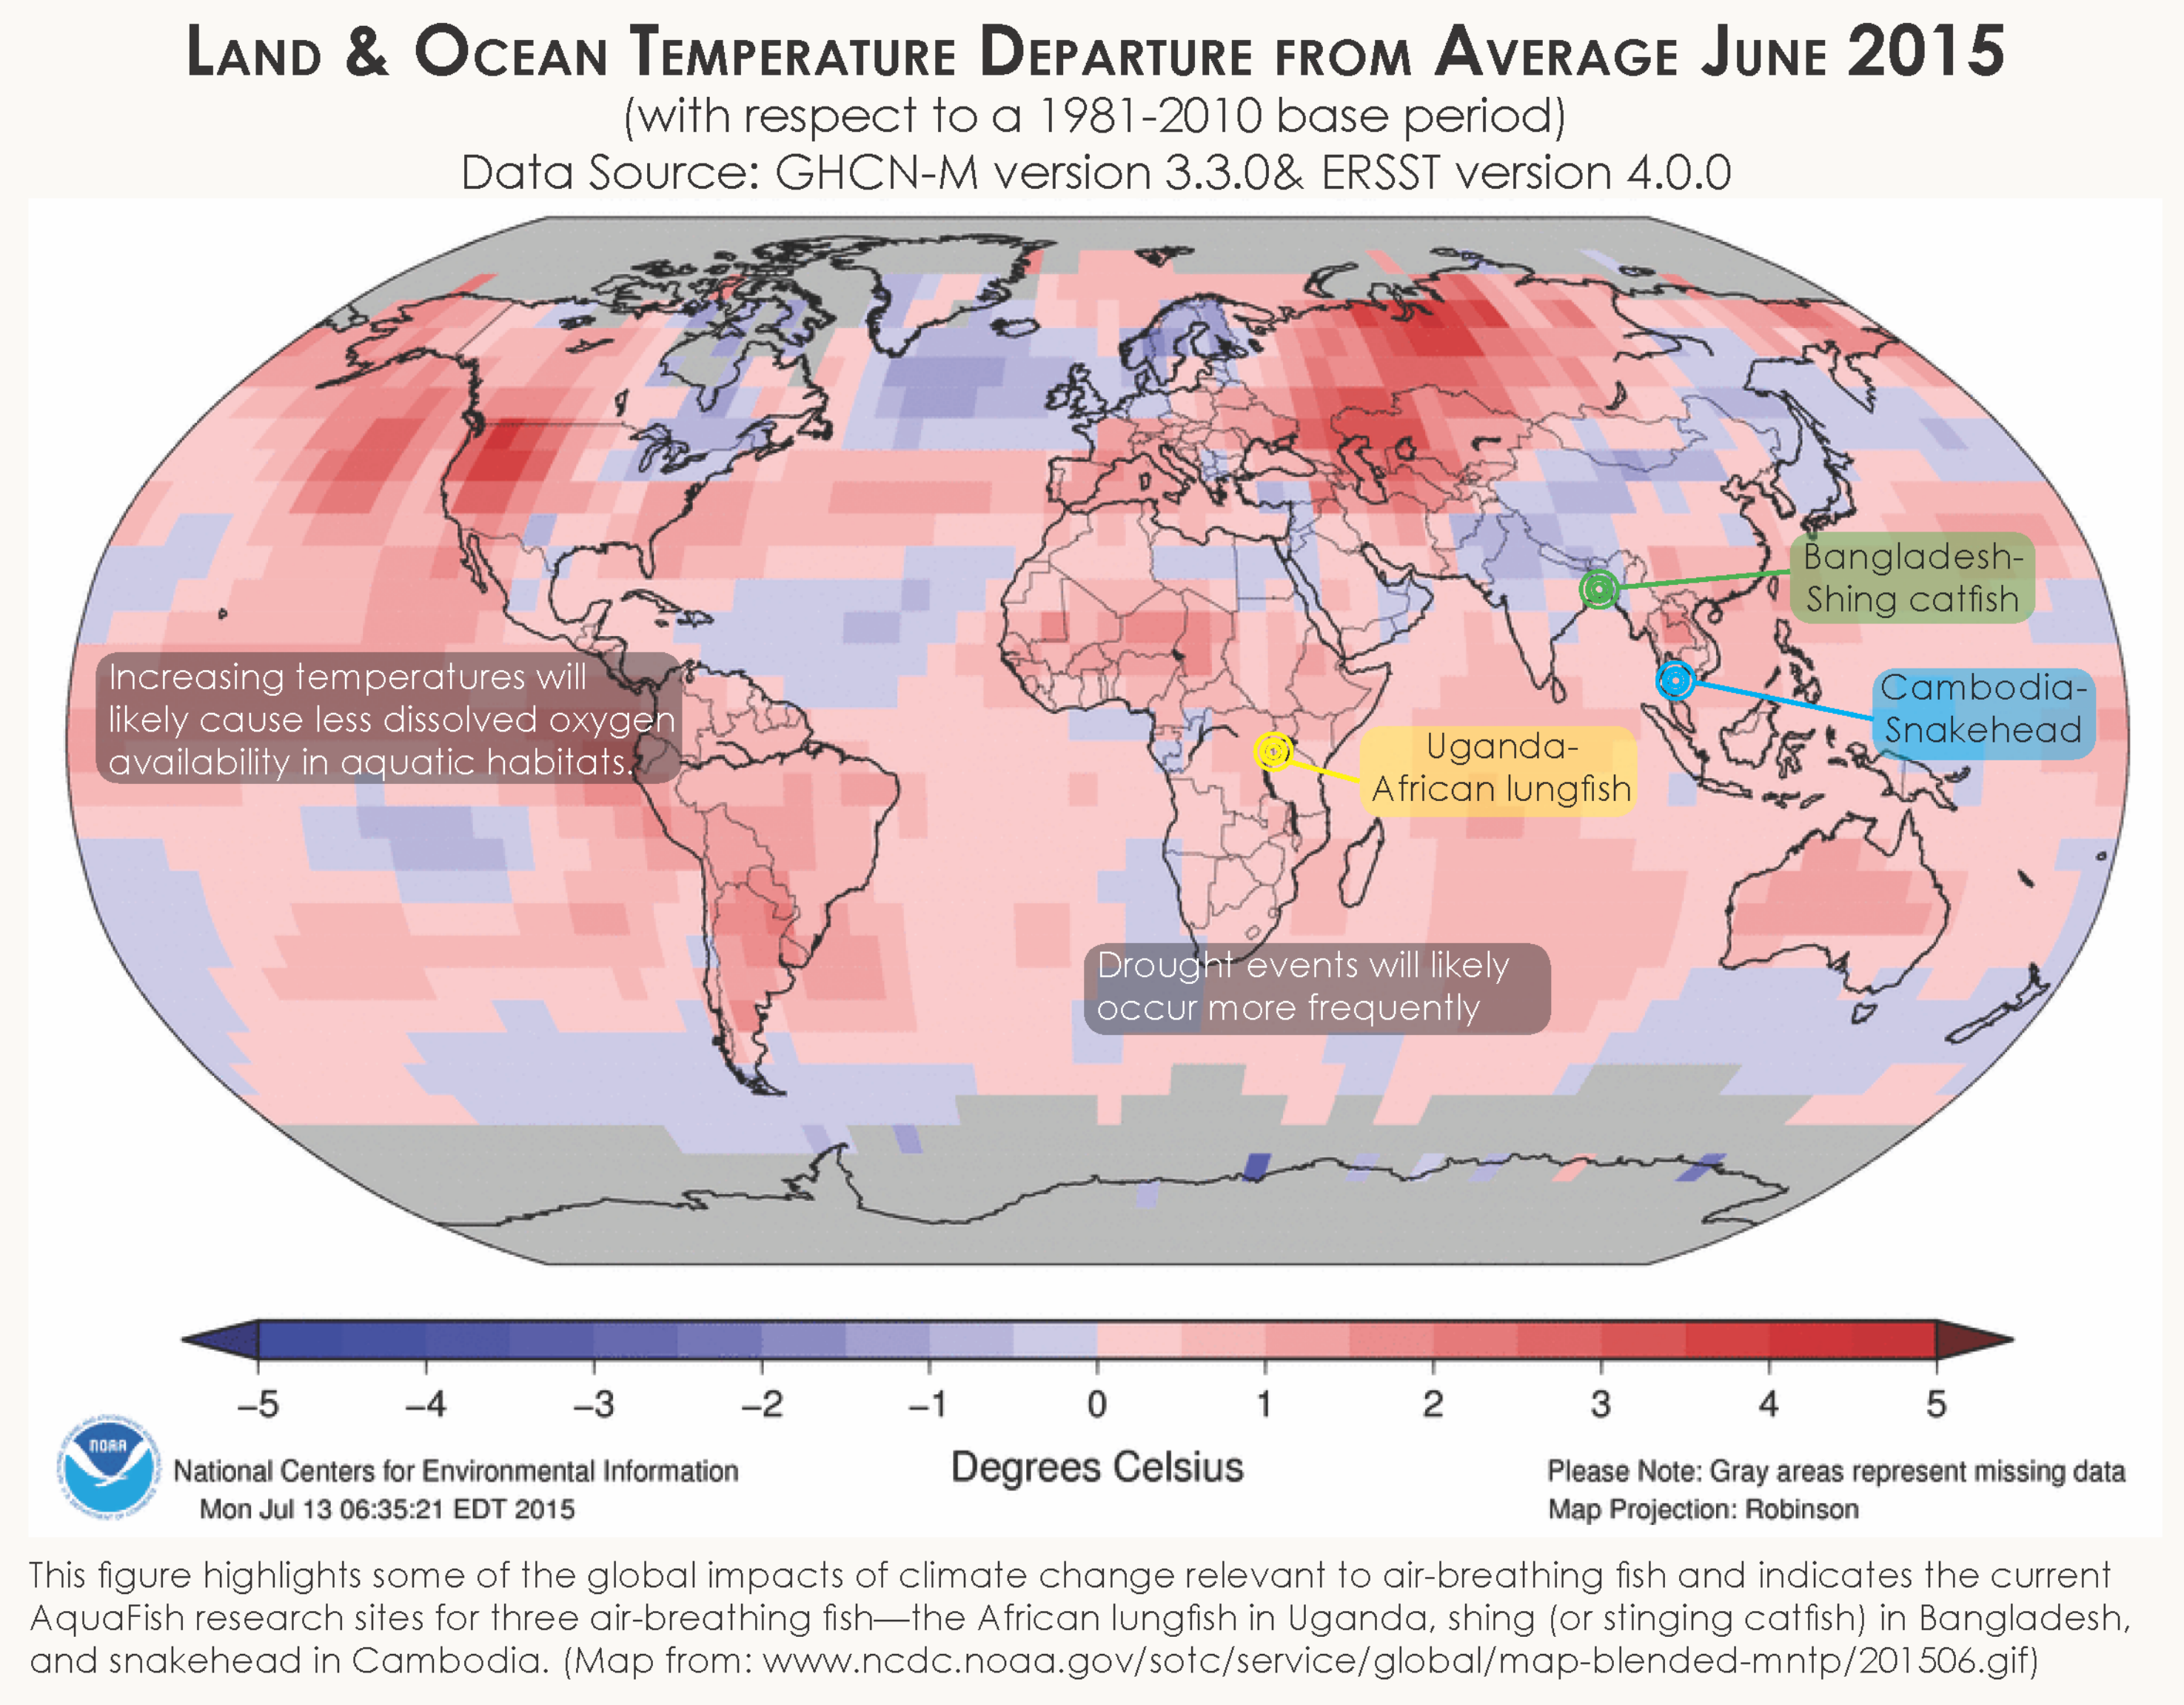 LAND & OCEAN TEMPERATURE DEPARTURE FROM AVERAGE JUNE 2015
(with respect to a 1981-2010 base period)
Data Source: GHCN-M version 3.3.0& ERSST version 4.0.0
Bangladesh-
Shing catfish
Increasing temperatures will
likely cause less dissolved oxygen
availability in aquatic habitats.
Cambodia-
Snakehead
Uganda-
African lungfish
Drought events will likely
occur more frequently
−5 −4 −3 −2 −1 0 1 2 3 4 5
Degrees Celsius
NOAA
National Centers for Environmental Information
Mon Jul 13 06:35:21 EDT 2015
Please Note: Gray areas represent missing data
Map Projection: Robinson
This figure highlights some of the global impacts of climate change relevant to air-breathing fish and indicates the current
AquaFish research sites for three air-breathing fish—the African lungfish in Uganda, shing (or stinging catfish) in Bangladesh,
and snakehead in Cambodia. (Map from: www.ncdc.noaa.gov/sotc/service/global/map-blended-mntp/201506.gif)